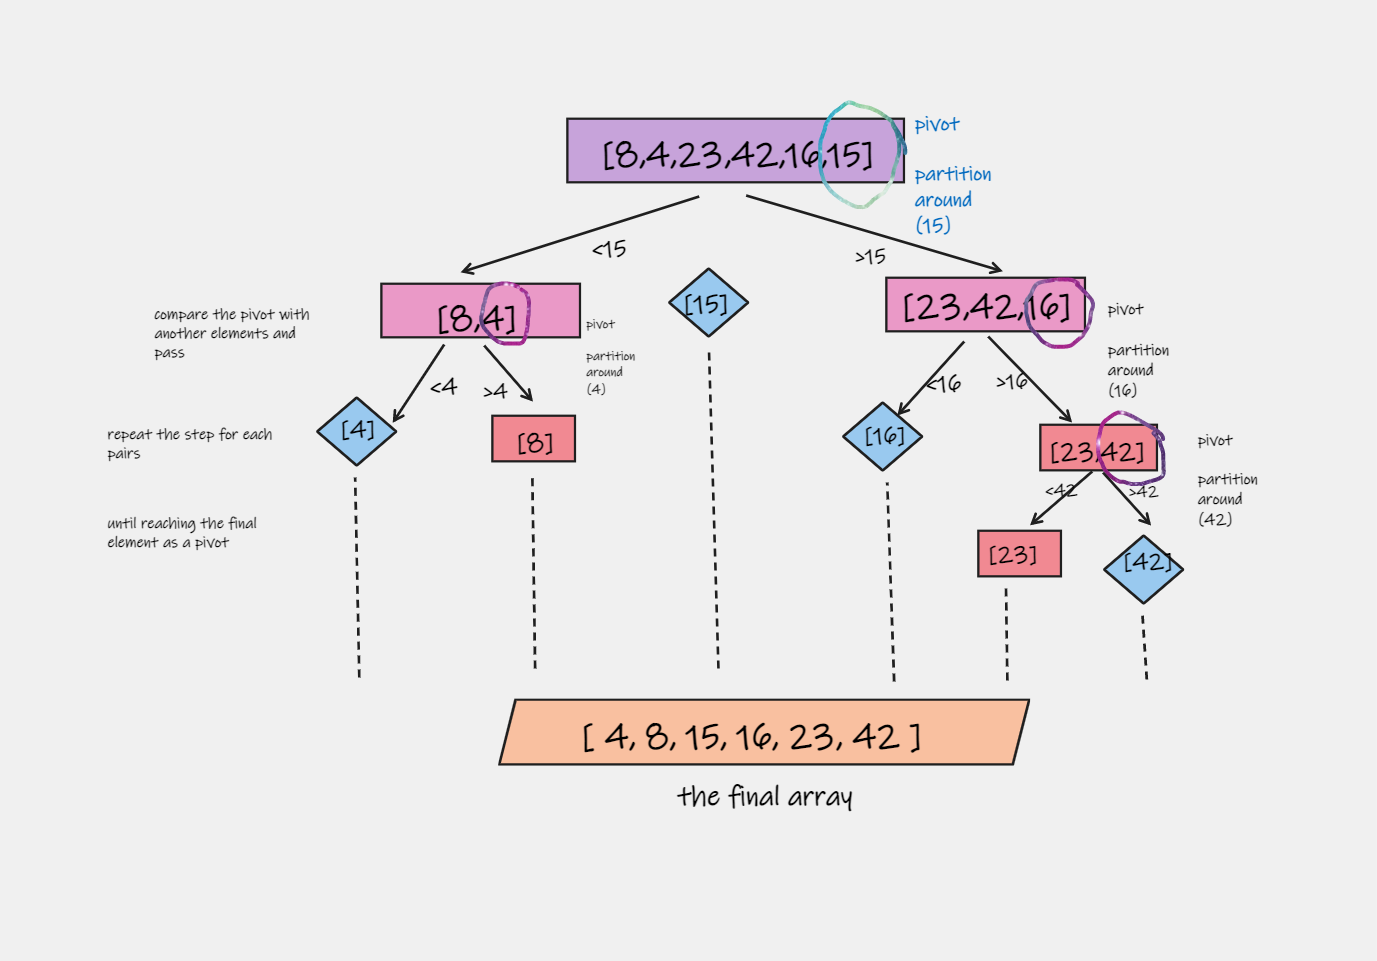 [8,4,23,42,16,15]
pivot
partition
around
(15)
<15
>15
compare the pivot with
another elements and
pass
[8,4]
pivot
partition
around
(4)
[15]
[23,42,16]
pivot
partition
around
(16)
<4
>4
<16
>16
repeat the step for each
pairs
[4]
[8]
[16]
[23,42]
pivot
partition
around
(42)
<42
>42
until reaching the final
element as a pivot
[23]
[42]
[ 4, 8, 15, 16, 23, 42 ]
the final array